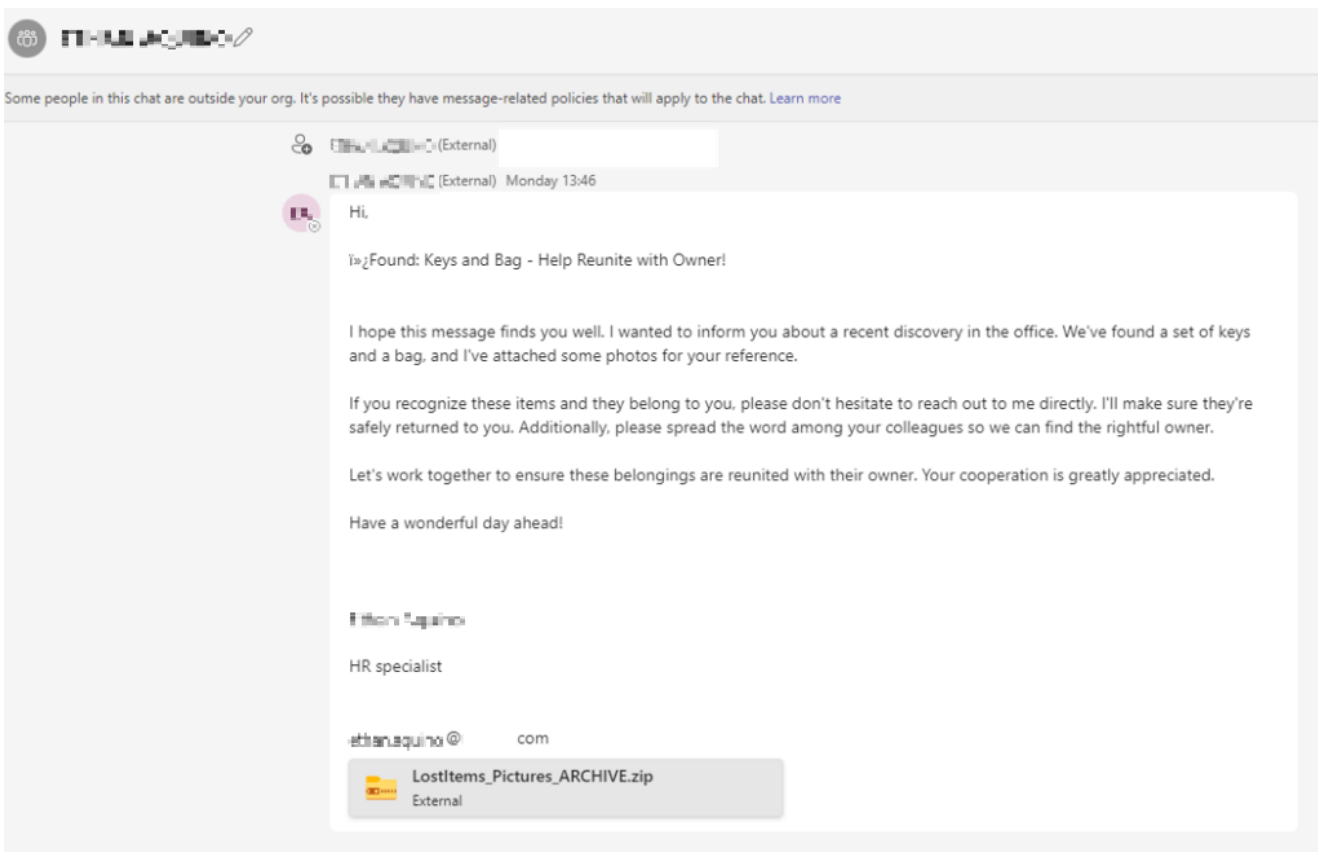 Some people in this chat are outside your org. It's possible they have message-related policies that will apply to the chat. Learn more
(External)
(External) Monday 13:46
Hi,
ï»¿Found: Keys and Bag - Help Reunite with Owner!
I hope this message finds you well. I wanted to inform you about a recent discovery in the office. We've found a set of keys
and a bag, and I've attached some photos for your reference.
If you recognize these items and they belong to you, please don't hesitate to reach out to me directly. I'll make sure they're
safely returned to you. Additionally, please spread the word among your colleagues so we can find the rightful owner.
Let's work together to ensure these belongings are reunited with their owner. Your cooperation is greatly appreciated.
Have a wonderful day ahead!
HR specialist
@ com
LostItems_Pictures_ARCHIVE.zip
External